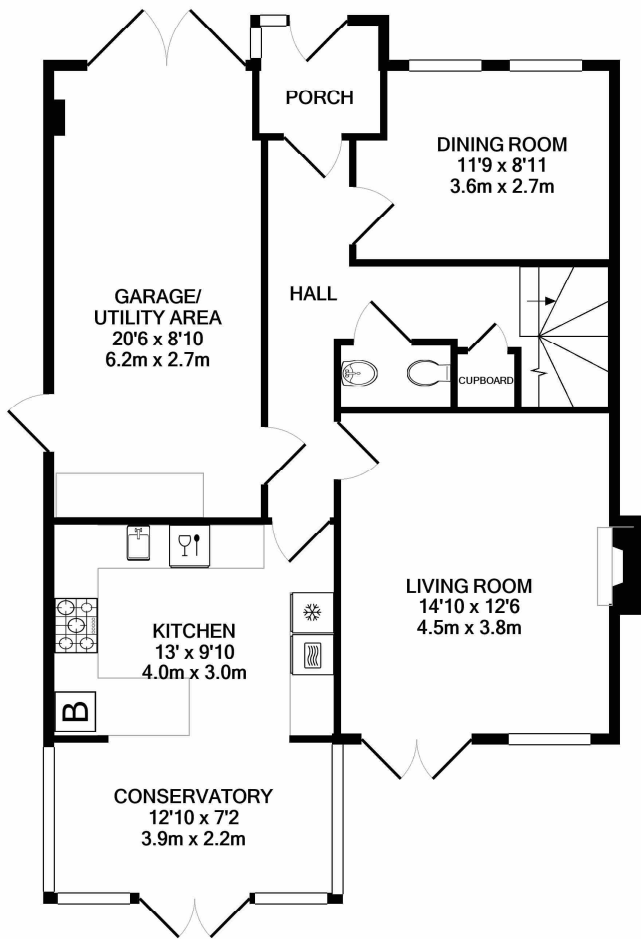 PORCH
DINING ROOM
11'9 x 8'11
3.6m x 2.7m
GARAGE/
UTILITY AREA
20'6 x 8'10
6.2m x 2.7m
HALL
CUPBOARD
LIVING ROOM
14'10 x 12'6
4.5m x 3.8m
KITCHEN
13' x 9'10
4.0m x 3.0m
B
CONSERVATORY
12'10 x 7'2
3.9m x 2.2m